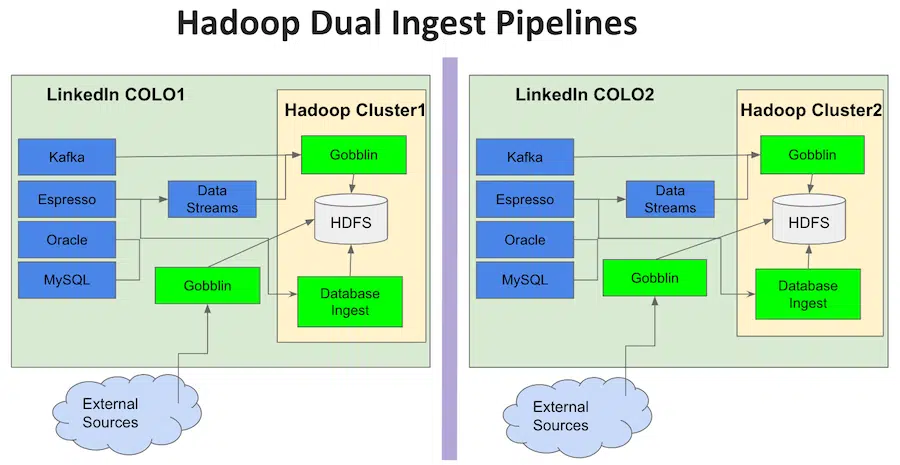 Hadoop Dual Ingest Pipelines
LinkedIn COLO1
Hadoop Cluster1
Kafka
Gobblin
Espresso
Data
Streams
HDFS
Oracle
MySQL
Gobblin
Database
Ingest
External
Sources
LinkedIn COLO2
Hadoop Cluster2
Kafka
Gobblin
Espresso
Data
Streams
HDFS
Oracle
MySQL
Gobblin
Database
Ingest
External
Sources